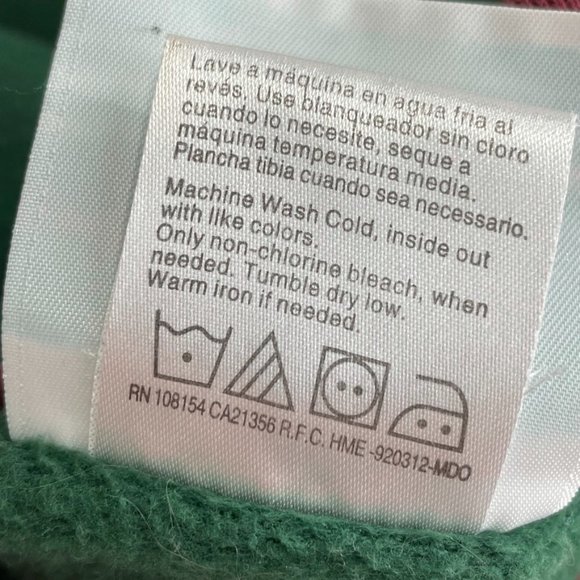 Lave a máquina en agua fria al
revés. Use blanqueador sin cloro
cuando lo necesite, seque a
máquina temperatura media.
Plancha tibia cuando sea necessario.
Machine Wash Cold, inside out
with like colors.
Only non-chlorine bleach, when
needed. Tumble dry low.
Warm iron if needed.
RN 108154 CA21356 R.F.C. HME -920312-MDO